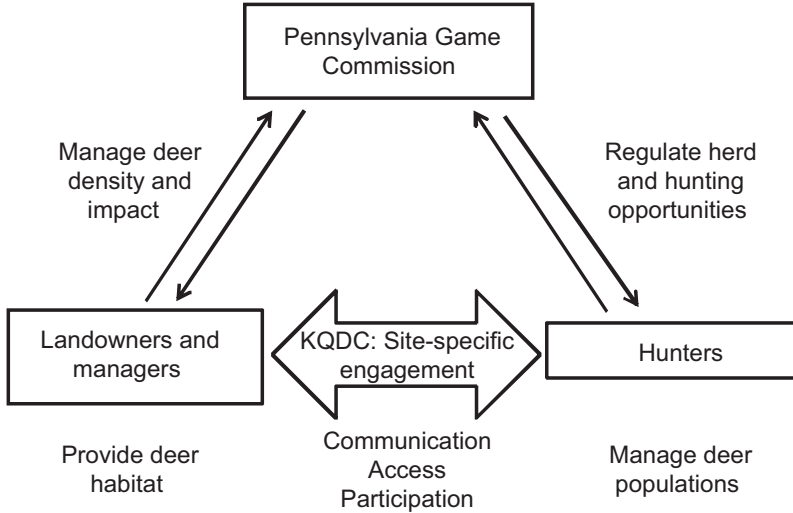 Pennsylvania Game
Commission
Manage deer
density and
impact
Regulate herd
and hunting
opportunities
Landowners and
managers
KQDC: Site-specific
engagement
Hunters
Provide deer
habitat
Communication
Access
Participation
Manage deer
populations